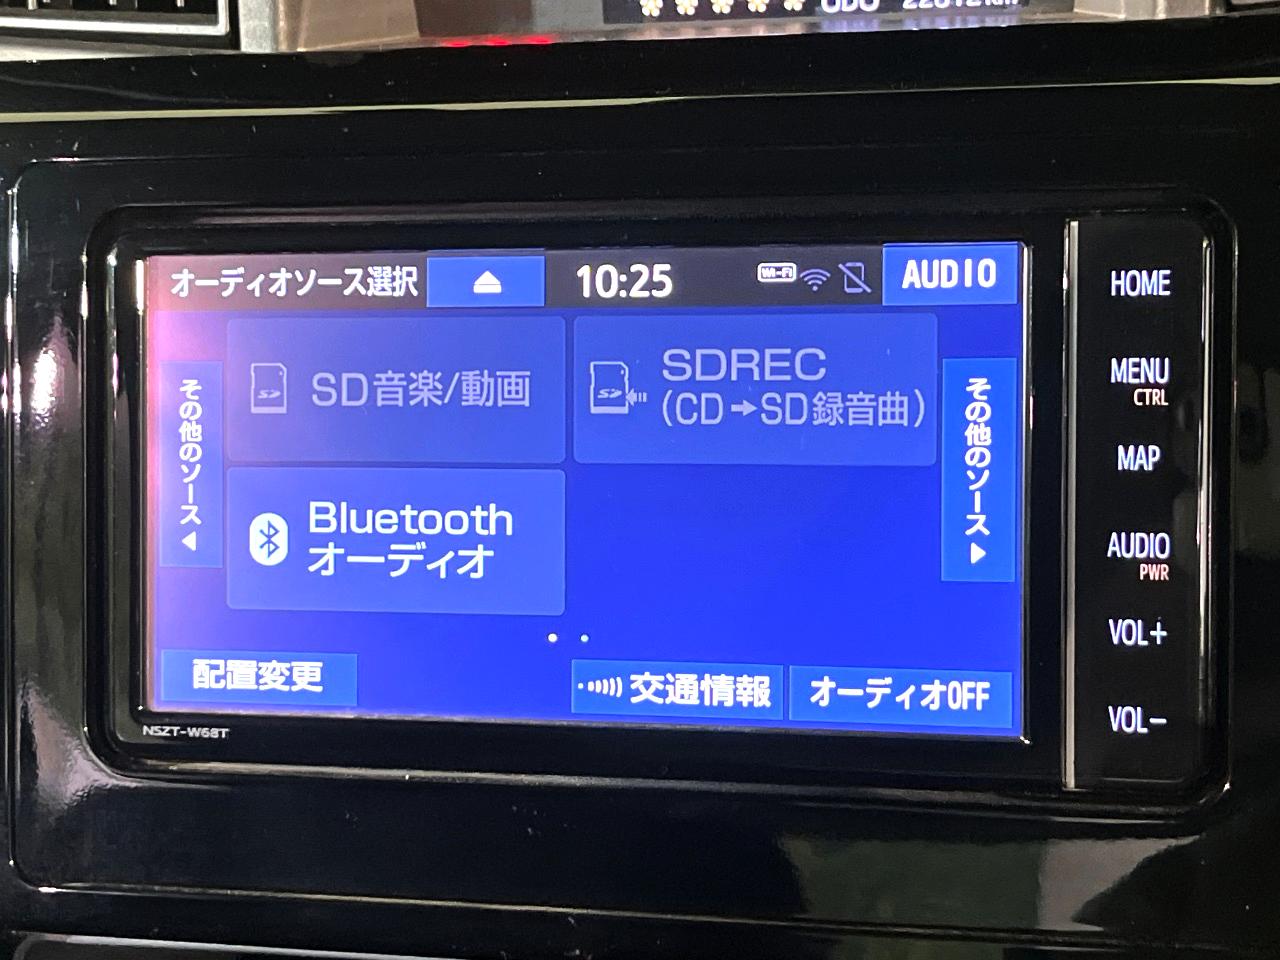 ODO
オーディオソース選択
10:25
Wi-Fi
AUDIO
SD音楽/動画
SDREC
(CD➡SD録音曲)
Bluetooth
オーディオ
その他のソース◀
その他のソース▶
配置変更
交通情報
オーディオOFF
NSZT-W68T
HOME
MENU
CTRL
MAP
AUDIO
PWR
VOL+
VOL-